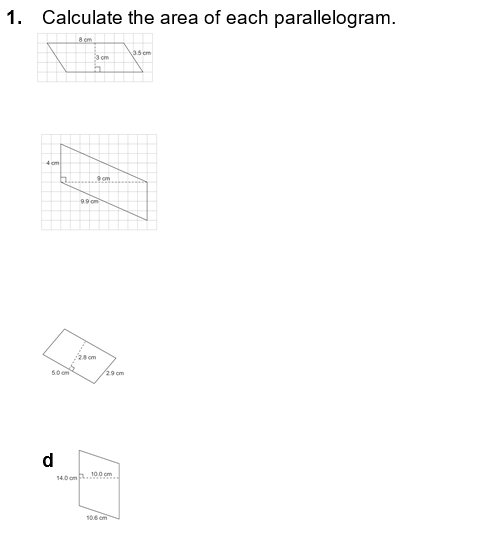 1. Calculate the area of each parallelogram.
8 cm
3.5 cm
3 cm
4 cm
9 cm
9.9 cm
2.8 cm
5.0 cm
2.9 cm
d
10.0 cm
14.0 cm
10.6 cm